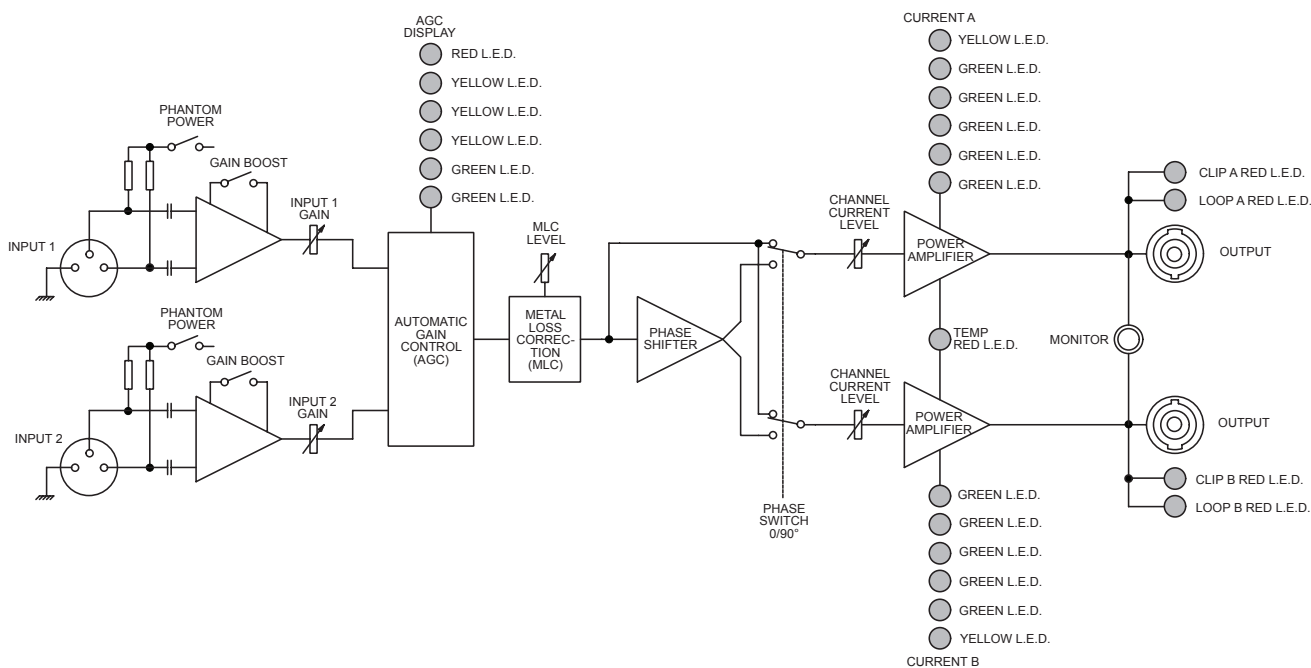 AGC
DISPLAY
RED L.E.D.
YELLOW L.E.D.
YELLOW L.E.D.
YELLOW L.E.D.
GREEN L.E.D.
GREEN L.E.D.
CURRENT A
YELLOW L.E.D.
GREEN L.E.D.
GREEN L.E.D.
GREEN L.E.D.
GREEN L.E.D.
GREEN L.E.D.
PHANTOM
POWER
GAIN BOOST
INPUT 1
GAIN
INPUT 1
PHANTOM
POWER
GAIN BOOST
INPUT 2
GAIN
INPUT 2
AUTOMATIC
GAIN
CONTROL
(AGC)
MLC
LEVEL
METAL
LOSS
CORREC-
TION
(MLC)
PHASE
SHIFTER
PHASE
SWITCH
0/90°
CHANNEL
CURRENT
LEVEL
POWER
AMPLIFIER
CLIP A RED L.E.D.
LOOP A RED L.E.D.
OUTPUT
TEMP
RED L.E.D.
MONITOR
CHANNEL
CURRENT
LEVEL
POWER
AMPLIFIER
OUTPUT
CLIP B RED L.E.D.
LOOP B RED L.E.D.
GREEN L.E.D.
GREEN L.E.D.
GREEN L.E.D.
GREEN L.E.D.
GREEN L.E.D.
YELLOW L.E.D.
CURRENT B